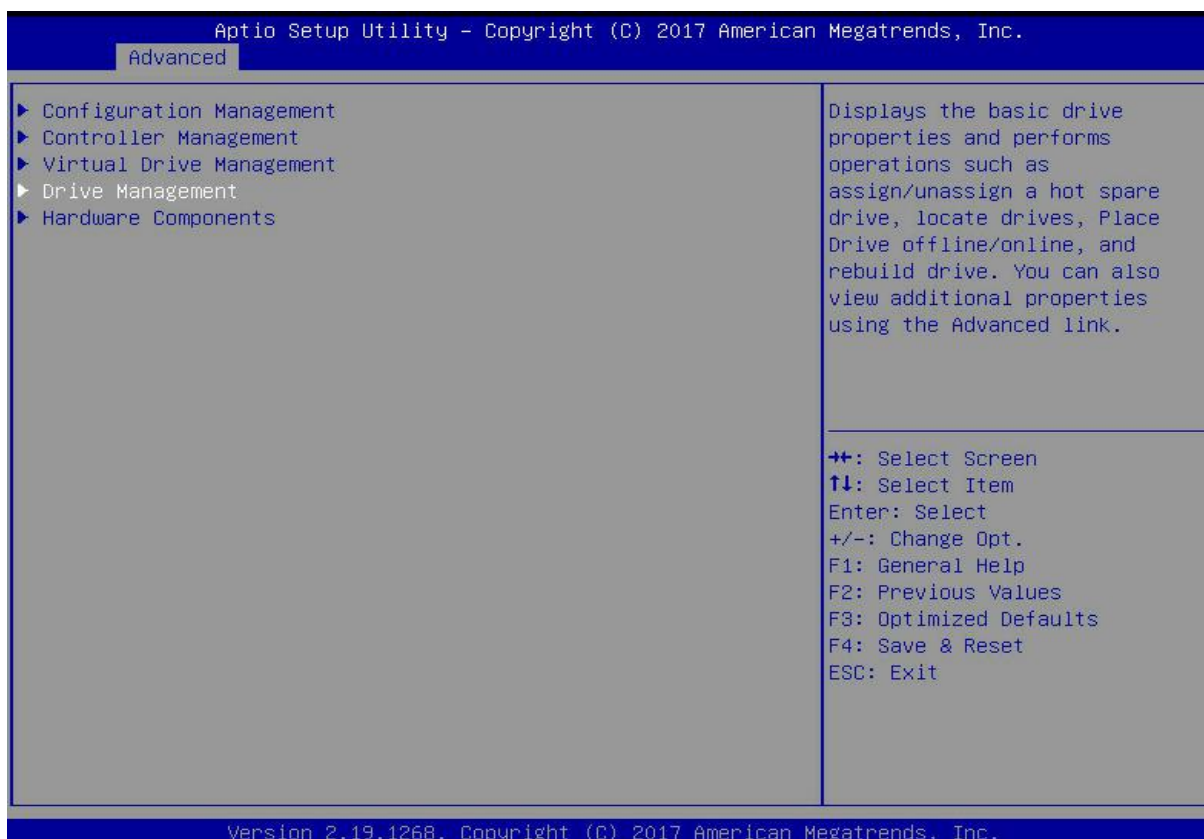 Aptio Setup Utility – Copyright (C) 2017 American Megatrends, Inc.
Advanced
Configuration Management
Controller Management
Virtual Drive Management
Drive Management
Hardware Components
Displays the basic drive
properties and performs
operations such as
assign/unassign a hot spare
drive, locate drives, Place
Drive offline/online, and
rebuild drive. You can also
view additional properties
using the Advanced link.
→←: Select Screen
↑↓: Select Item
Enter: Select
+/-: Change Opt.
F1: General Help
F2: Previous Values
F3: Optimized Defaults
F4: Save & Reset
ESC: Exit
Version 2.19.1268. Copyright (C) 2017 American Megatrends, Inc.